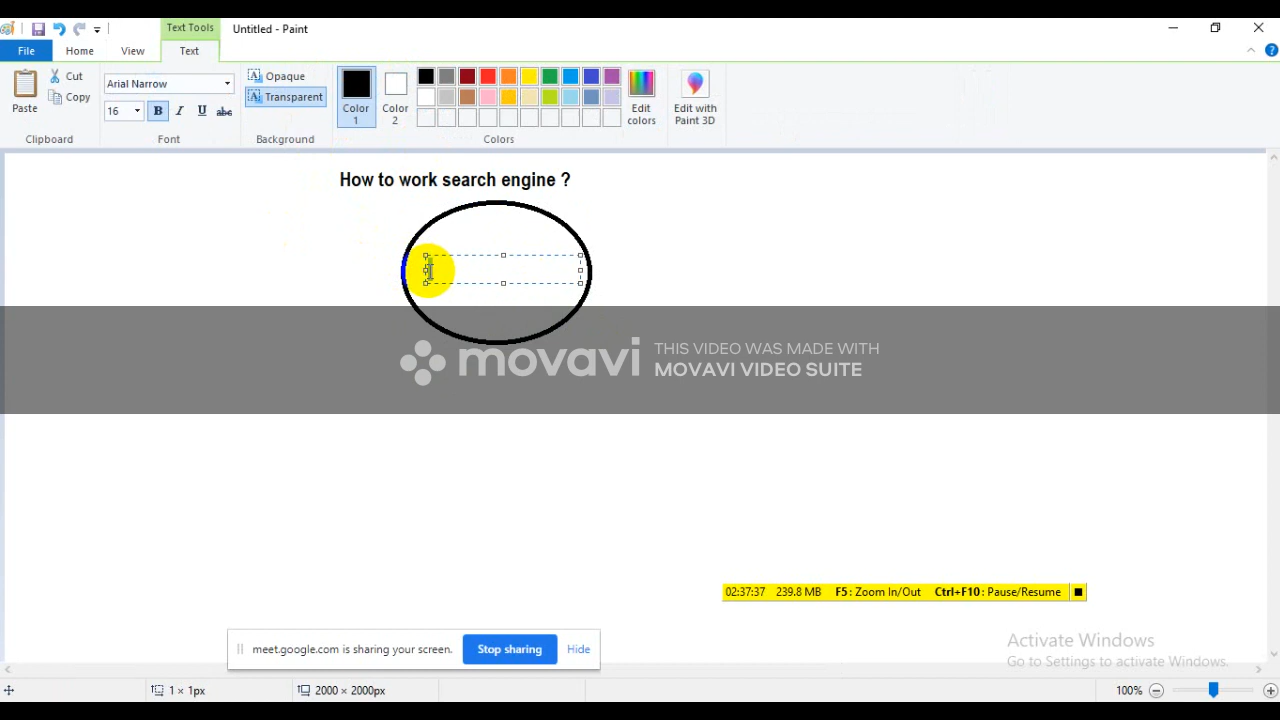 Text Tools
Untitled - Paint
File
Home
View
Text
Paste
Cut
Copy
Clipboard
Arial Narrow
16
B
I
U
abc
Font
Opaque
Transparent
Background
Color
1
Color
2
Edit
colors
Colors
Edit with
Paint 3D
How to work search engine ?
movavi
THIS VIDEO WAS MADE WITH
MOVAVI VIDEO SUITE
02:37:37 239.8 MB F5: Zoom In/Out Ctrl+F10: Pause/Resume
meet.google.com is sharing your screen.
Stop sharing
Hide
Activate Windows
Go to Settings to activate Windows.
1 × 1px
2000 × 2000px
100%